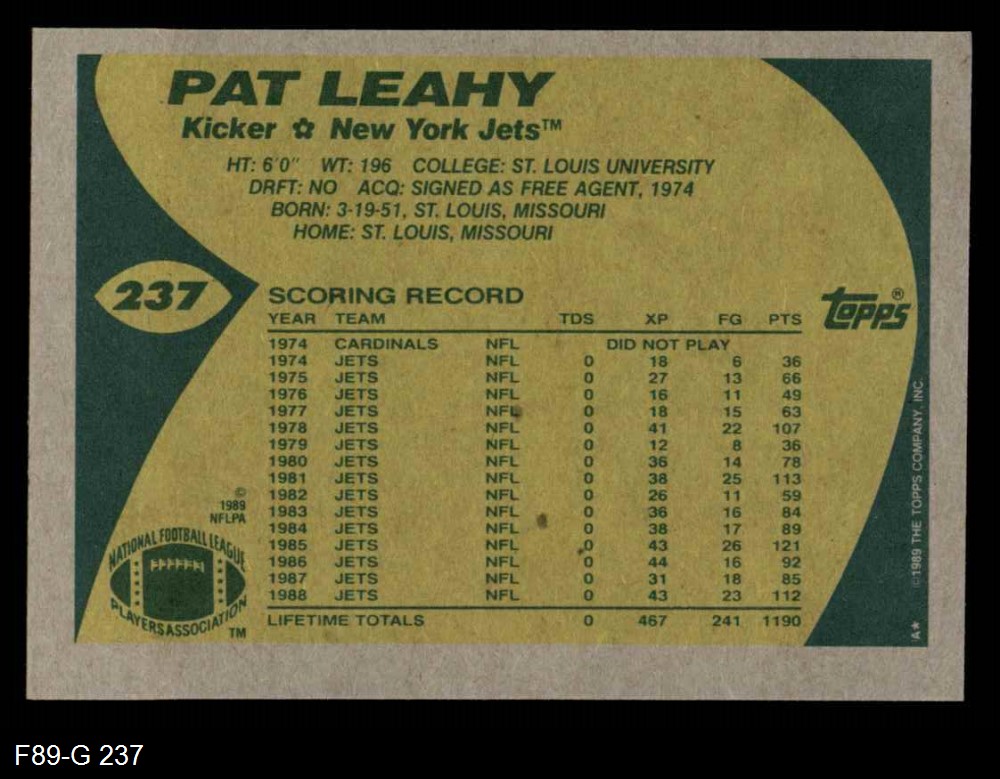 PAT LEAHY
Kicker ✿ New York Jets™
HT: 6'0" WT: 196 COLLEGE: ST. LOUIS UNIVERSITY
DRFT: NO ACQ: SIGNED AS FREE AGENT, 1974
BORN: 3-19-51, ST. LOUIS, MISSOURI
HOME: ST. LOUIS, MISSOURI
237
SCORING RECORD
YEAR TEAM TDS XP FG PTS
1974 CARDINALS NFL DID NOT PLAY
1974 JETS NFL 0 18 6 36
1975 JETS NFL 0 27 13 66
1976 JETS NFL 0 16 11 49
1977 JETS NFL 0 18 15 63
1978 JETS NFL 0 41 22 107
1979 JETS NFL 0 12 8 36
1980 JETS NFL 0 36 14 78
1981 JETS NFL 0 38 25 113
1982 JETS NFL 0 26 11 59
1983 JETS NFL 0 36 16 84
1984 JETS NFL 0 38 17 89
1985 JETS NFL 0 43 26 121
1986 JETS NFL 0 44 16 92
1987 JETS NFL 0 31 18 85
1988 JETS NFL 0 43 23 112
LIFETIME TOTALS 0 467 241 1190
topps®
©1989 THE TOPPS COMPANY, INC.
A★
©
1989
NFLPA
NATIONAL FOOTBALL LEAGUE
PLAYERS ASSOCIATION
TM
F89-G 237